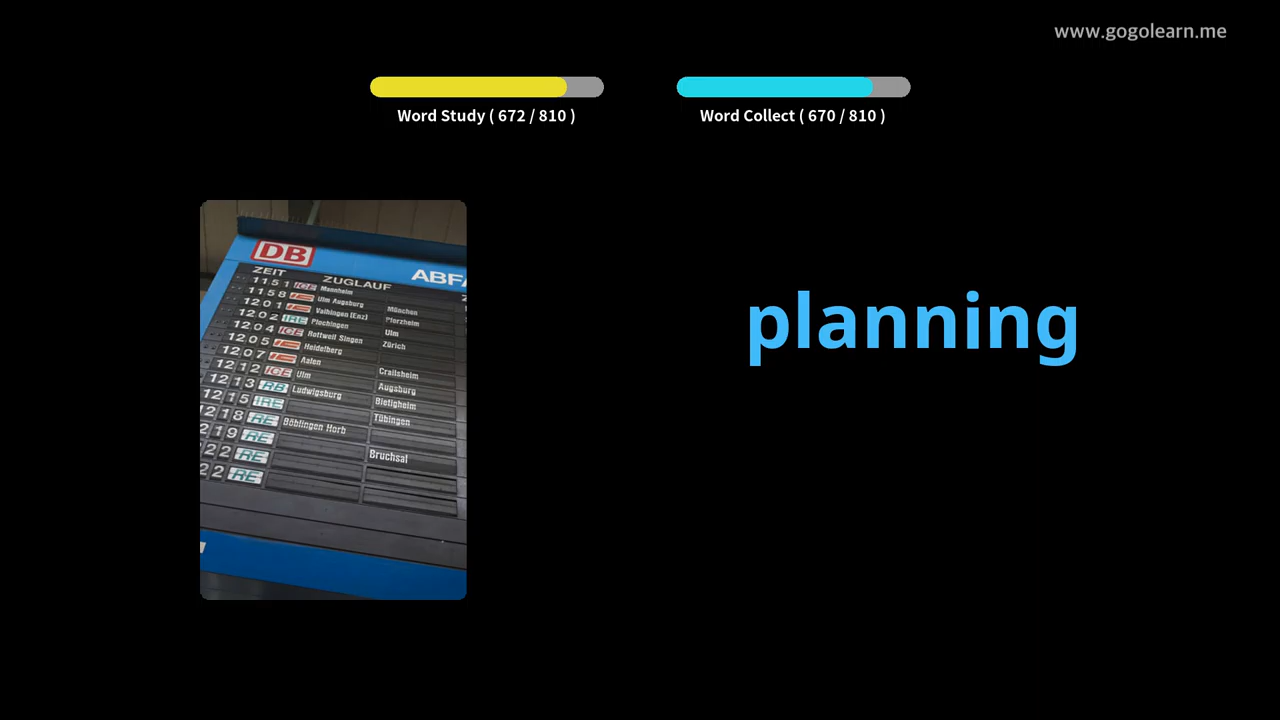 www.gogolearn.me
Word Study ( 672 / 810 )
Word Collect ( 670 / 810 )
planning
DB
ZEIT ZUGLAUF ABFA
1151 ICE Mannheim
1158 Ulm Augsburg München
1201 Vaihingen (Enz) Pforzheim
1202 IRE Plochingen Ulm
1204 ICE Rottweil Singen Zürich
1205 Heidelberg
1207 Aalen Crailsheim
1212 ICE Ulm Augsburg
1213 RB Ludwigsburg Bietigheim
1215 IRE Tübingen
1218 RE Böblingen Horb
219 RE Bruchsal
22 RE
22 RE